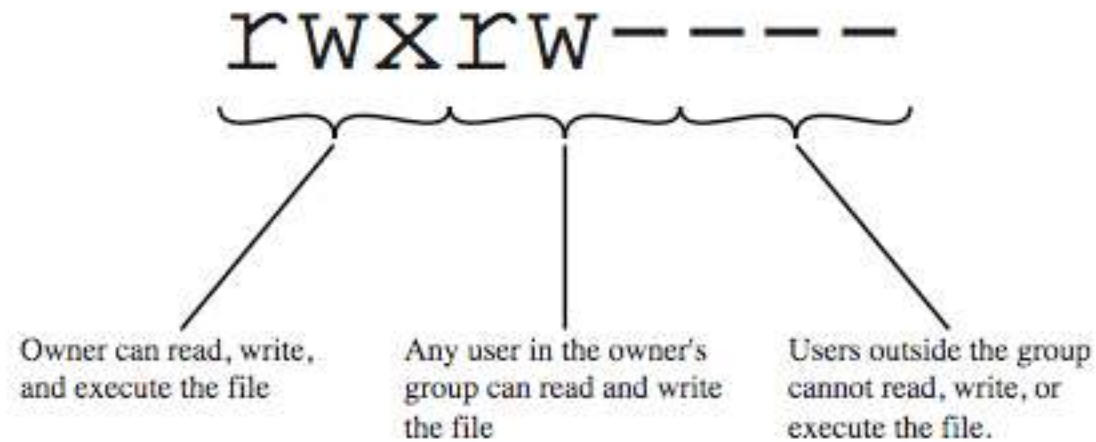 rwxrw----
Owner can read, write,
and execute the file
Any user in the owner's
group can read and write
the file
Users outside the group
cannot read, write, or
execute the file.